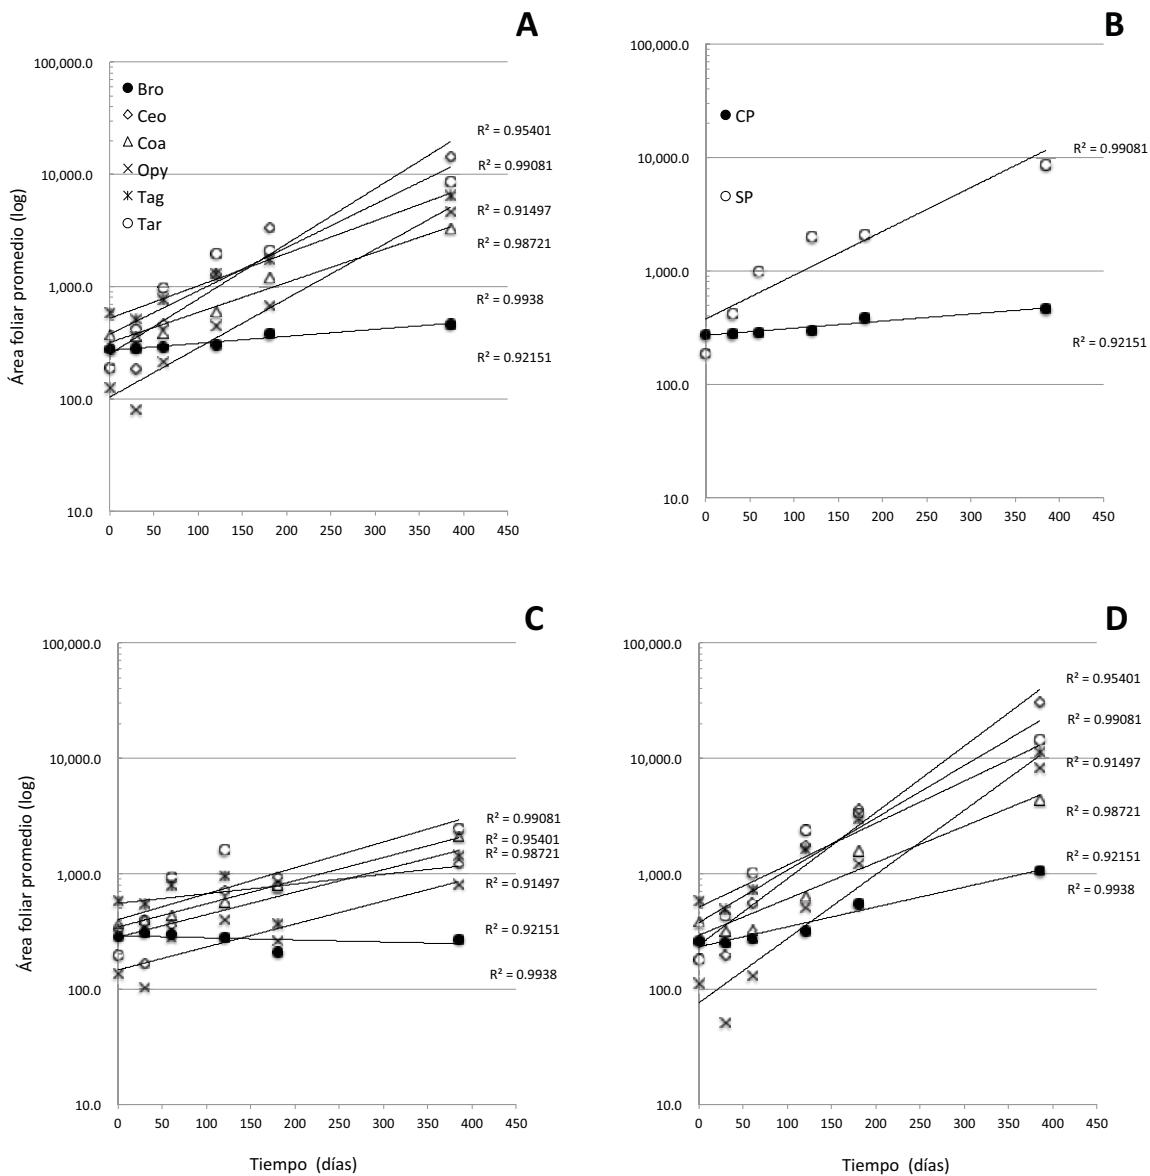 A
100,000.0
10,000.0
1,000.0
100.0
10.0
Área foliar promedio (log)
Bro
Ceo
Coa
Opy
Tag
Tar
R² = 0.95401
R² = 0.99081
R² = 0.91497
R² = 0.98721
R² = 0.9938
R² = 0.92151
0 50 100 150 200 250 300 350 400 450
B
100,000.0
10,000.0
1,000.0
100.0
10.0
CP
SP
R² = 0.99081
R² = 0.92151
0 50 100 150 200 250 300 350 400 450
C
100,000.0
10,000.0
1,000.0
100.0
10.0
Área foliar promedio (log)
R² = 0.99081
R² = 0.95401
R² = 0.98721
R² = 0.91497
R² = 0.92151
R² = 0.9938
0 50 100 150 200 250 300 350 400 450
Tiempo (días)
D
100,000.0
10,000.0
1,000.0
100.0
10.0
R² = 0.95401
R² = 0.99081
R² = 0.91497
R² = 0.98721
R² = 0.92151
R² = 0.9938
0 50 100 150 200 250 300 350 400 450
Tiempo (días)